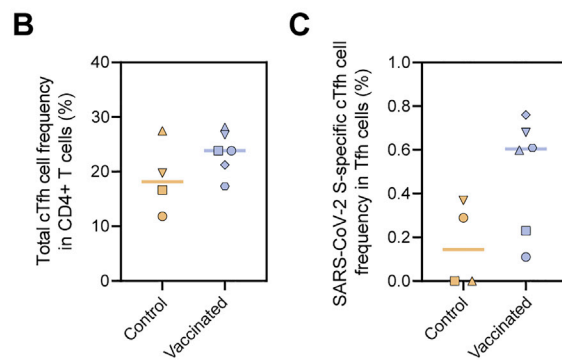 B
Total cTfh cell frequency
in CD4+ T cells (%)
40
30
20
10
0
Control
Vaccinated
C
SARS-CoV-2 S-specific cTfh cell
frequency in Tfh cells (%)
1.0
0.8
0.6
0.4
0.2
0.0
Control
Vaccinated